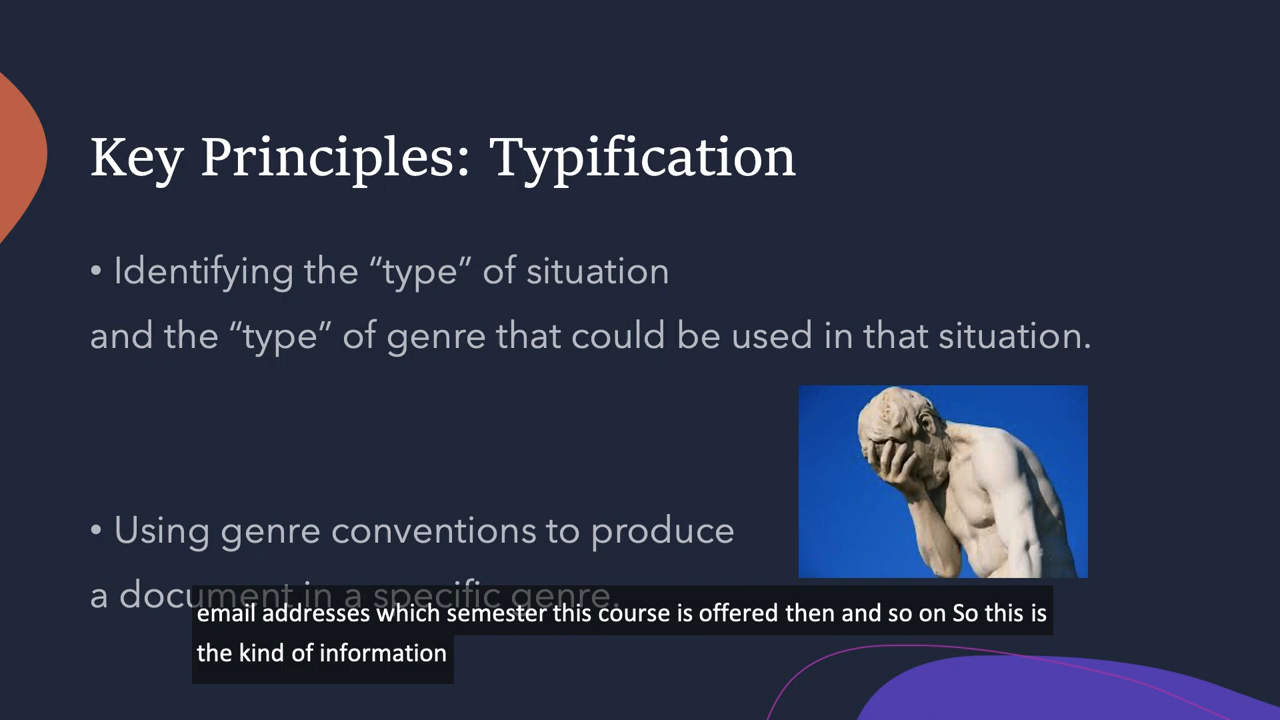 Key Principles: Typification
• Identifying the “type” of situation
and the “type” of genre that could be used in that situation.
• Using genre conventions to produce
a document in a specific genre.
email addresses which semester this course is offered then and so on So this is
the kind of information